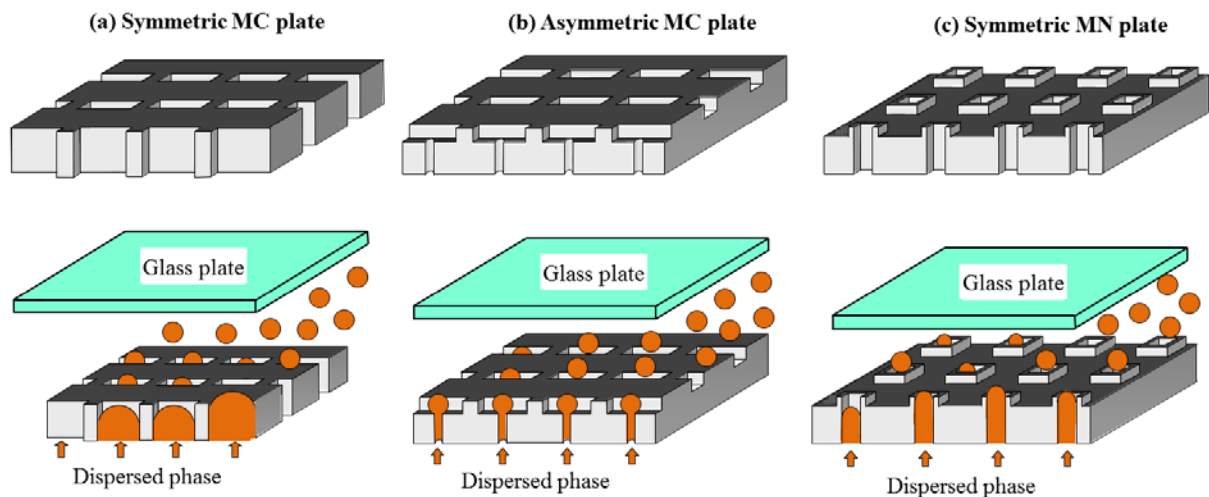 (a) Symmetric MC plate
(b) Asymmetric MC plate
(c) Symmetric MN plate
Glass plate
Glass plate
Glass plate
Dispersed phase
Dispersed phase
Dispersed phase